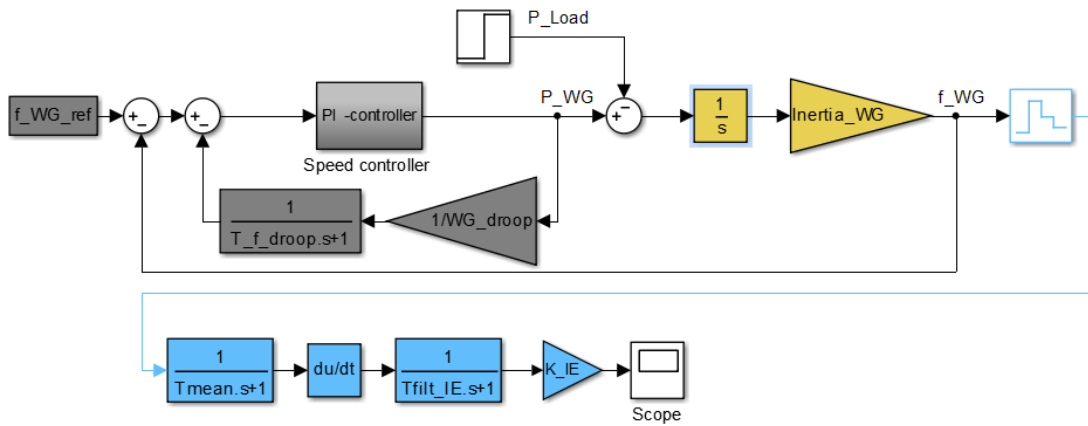 P_Load
f_WG_ref
+
−
+
−
PI -controller
Speed controller
P_WG
+
−
1
s
Inertia_WG
f_WG
1
T_f_droop.s+1
1/WG_droop
1
Tmean.s+1
du/dt
1
Tfilt_IE.s+1
K_IE
Scope